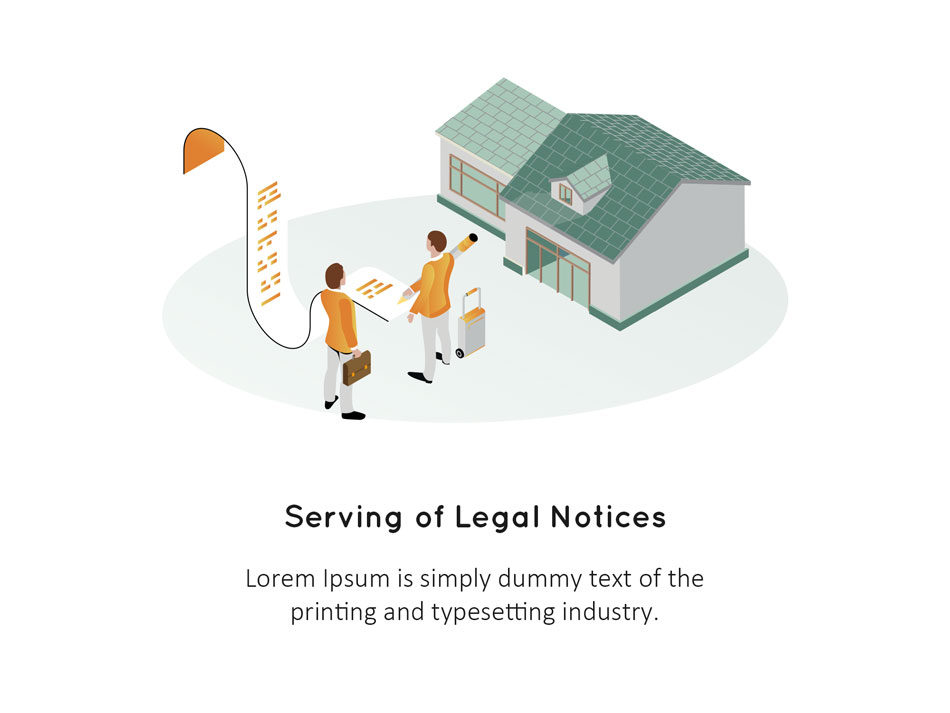 Serving of Legal Notices
Lorem Ipsum is simply dummy text of the
printing and typesetting industry.